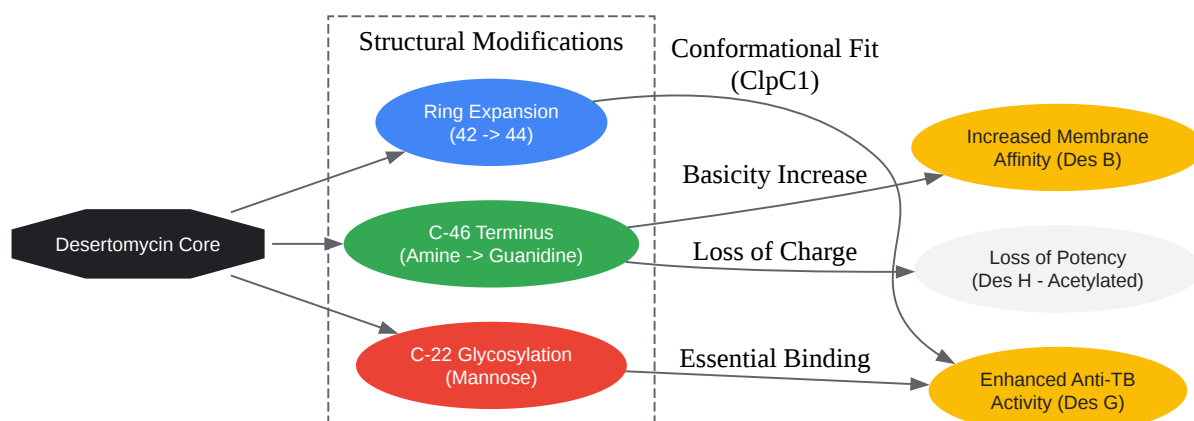 Structural Modifications
Conformational Fit
(ClpC1)
Ring Expansion
(42 -> 44)
Increased Membrane
Affinity (Des B)
Basicity Increase
Desertomycin Core
C-46 Terminus
(Amine -> Guanidine)
Loss of Charge
Loss of Potency
(Des H - Acetylated)
C-22 Glycosylation
(Mannose)
Essential Binding
Enhanced Anti-TB
Activity (Des G)